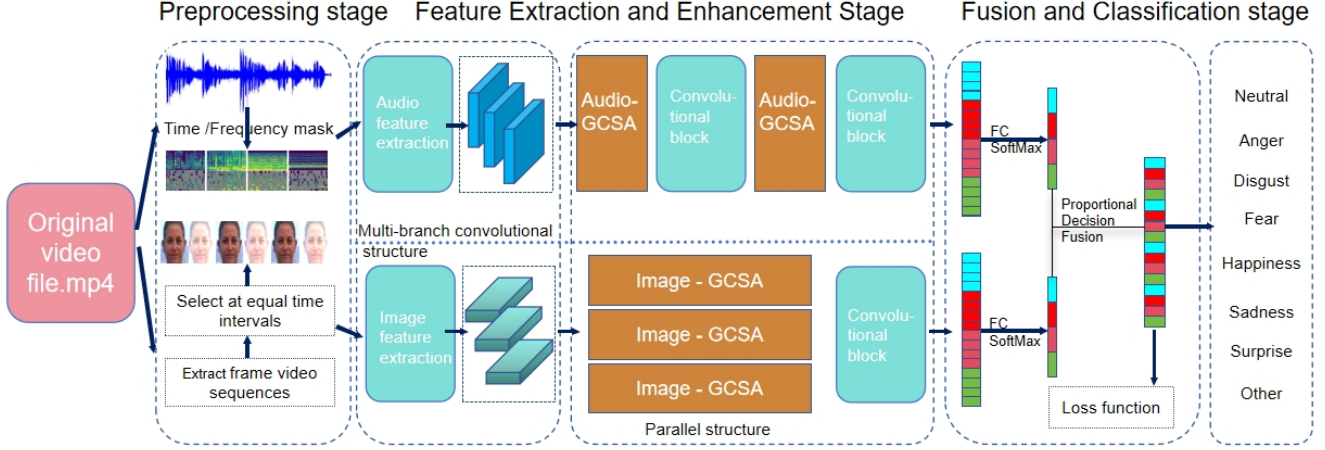 Preprocessing stage
Feature Extraction and Enhancement Stage
Fusion and Classification stage
Original
video
file.mp4
Time /Frequency mask
Select at equal time
intervals
Extract frame video
sequences
Audio
feature
extraction
Multi-branch convolutional
structure
Image
feature
extraction
Audio-
GCSA
Convolu-
tional
block
Audio-
GCSA
Convolu-
tional
block
Image - GCSA
Image - GCSA
Image - GCSA
Convolu-
tional
block
Parallel structure
FC
SoftMax
FC
SoftMax
Proportional
Decision
Fusion
Loss function
Neutral
Anger
Disgust
Fear
Happiness
Sadness
Surprise
Other